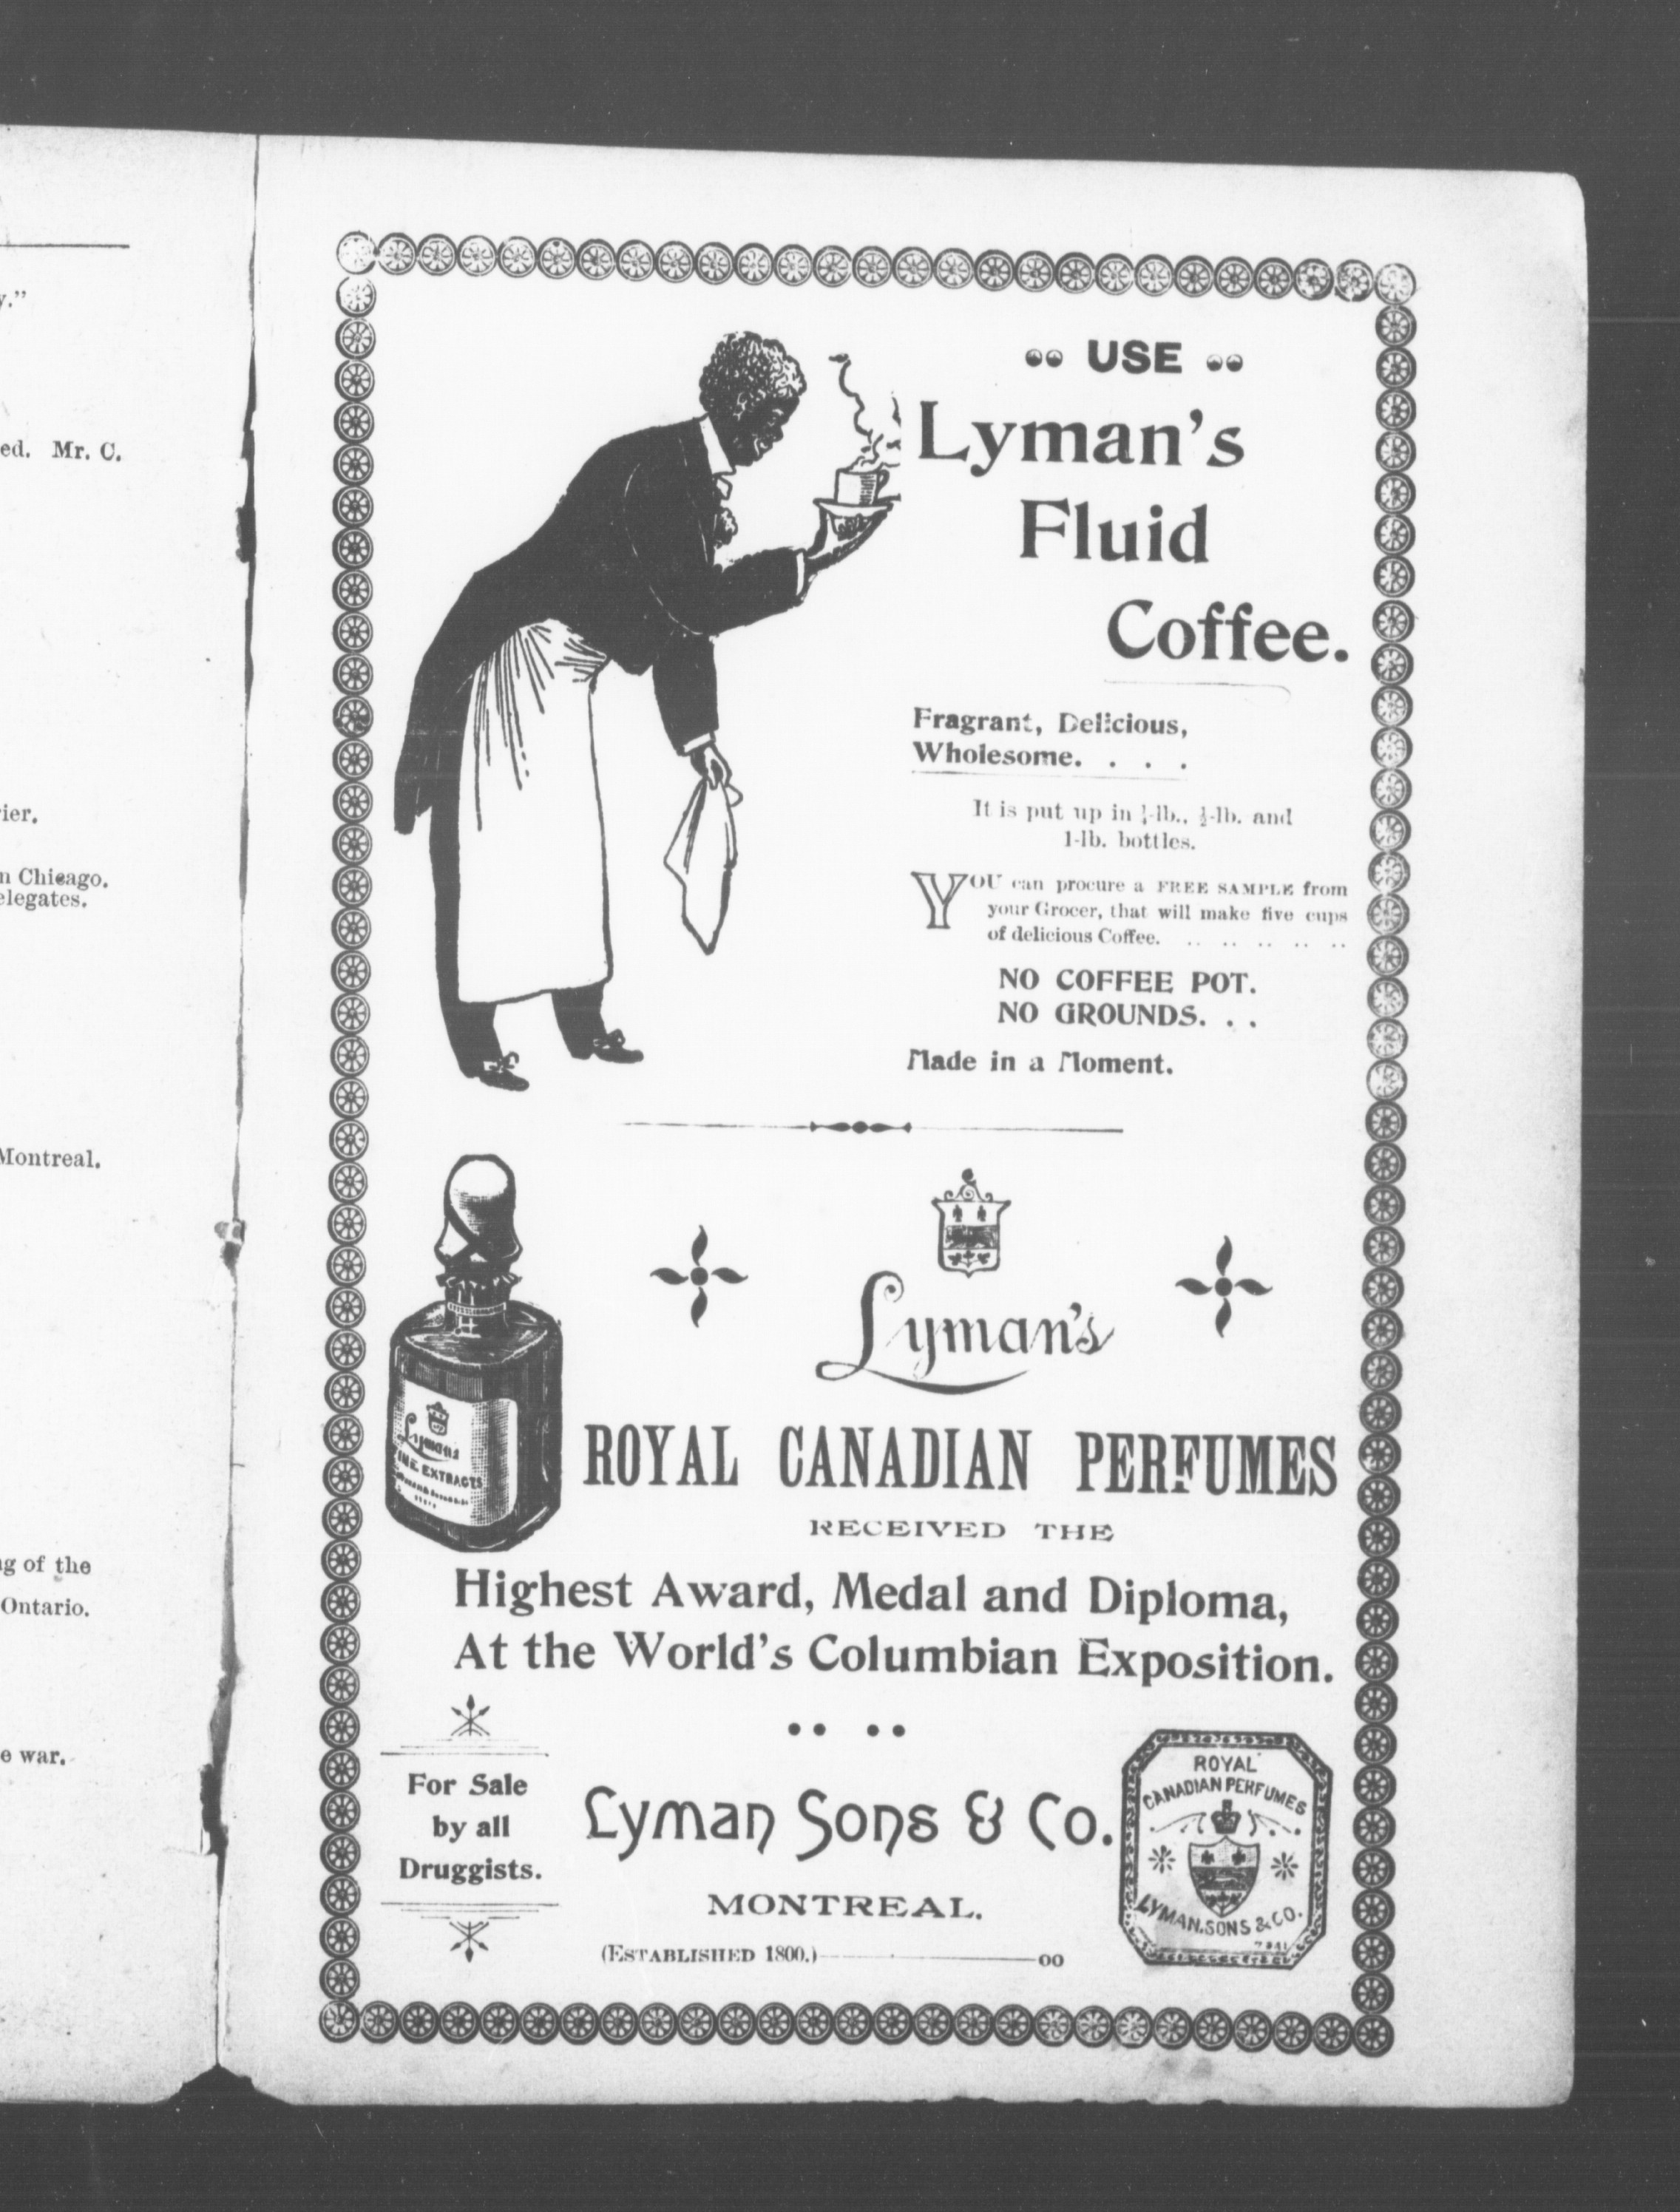 y.”
ed. Mr. C.
ier.
n Chicago.
elegates.
Montreal.
g of the
Ontario.
e war.
USE
Lyman's
Fluid
Coffee.
Fragrant, Delicious,
Wholesome. . . .
It is put up in ¼-lb., ½-lb. and
1-lb. bottles.
YOU can procure a FREE SAMPLE from
your Grocer, that will make five cups
of delicious Coffee. .. .. .. .. ..
NO COFFEE POT.
NO GROUNDS. . .
Made in a Moment.
Lyman's
Lyman's
EXTRACTS
ROYAL CANADIAN PERFUMES
RECEIVED THE
Highest Award, Medal and Diploma,
At the World's Columbian Exposition.
For Sale
by all
Druggists.
Lyman Sons & Co.
MONTREAL.
(ESTABLISHED 1800.)
ROYAL
CANADIAN PERFUMES
LYMAN, SONS & CO.